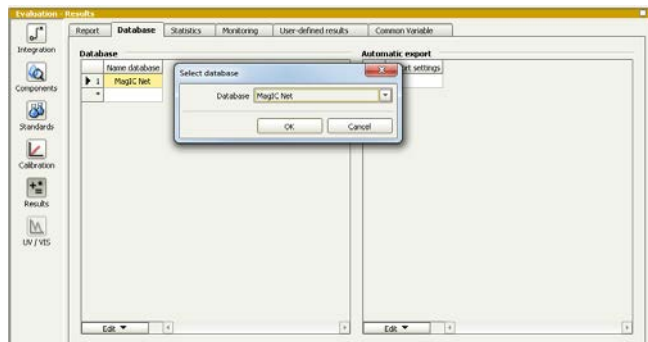 Evaluation - Results
Report Database Statistics Monitoring User-defined results Common Variable
Integration
Components
Standards
Calibration
Results
UV / VIS
Database
Name database
1 MagIC Net
*
Edit
Automatic export
rt settings
Edit
Select database
Database MagIC Net
OK Cancel